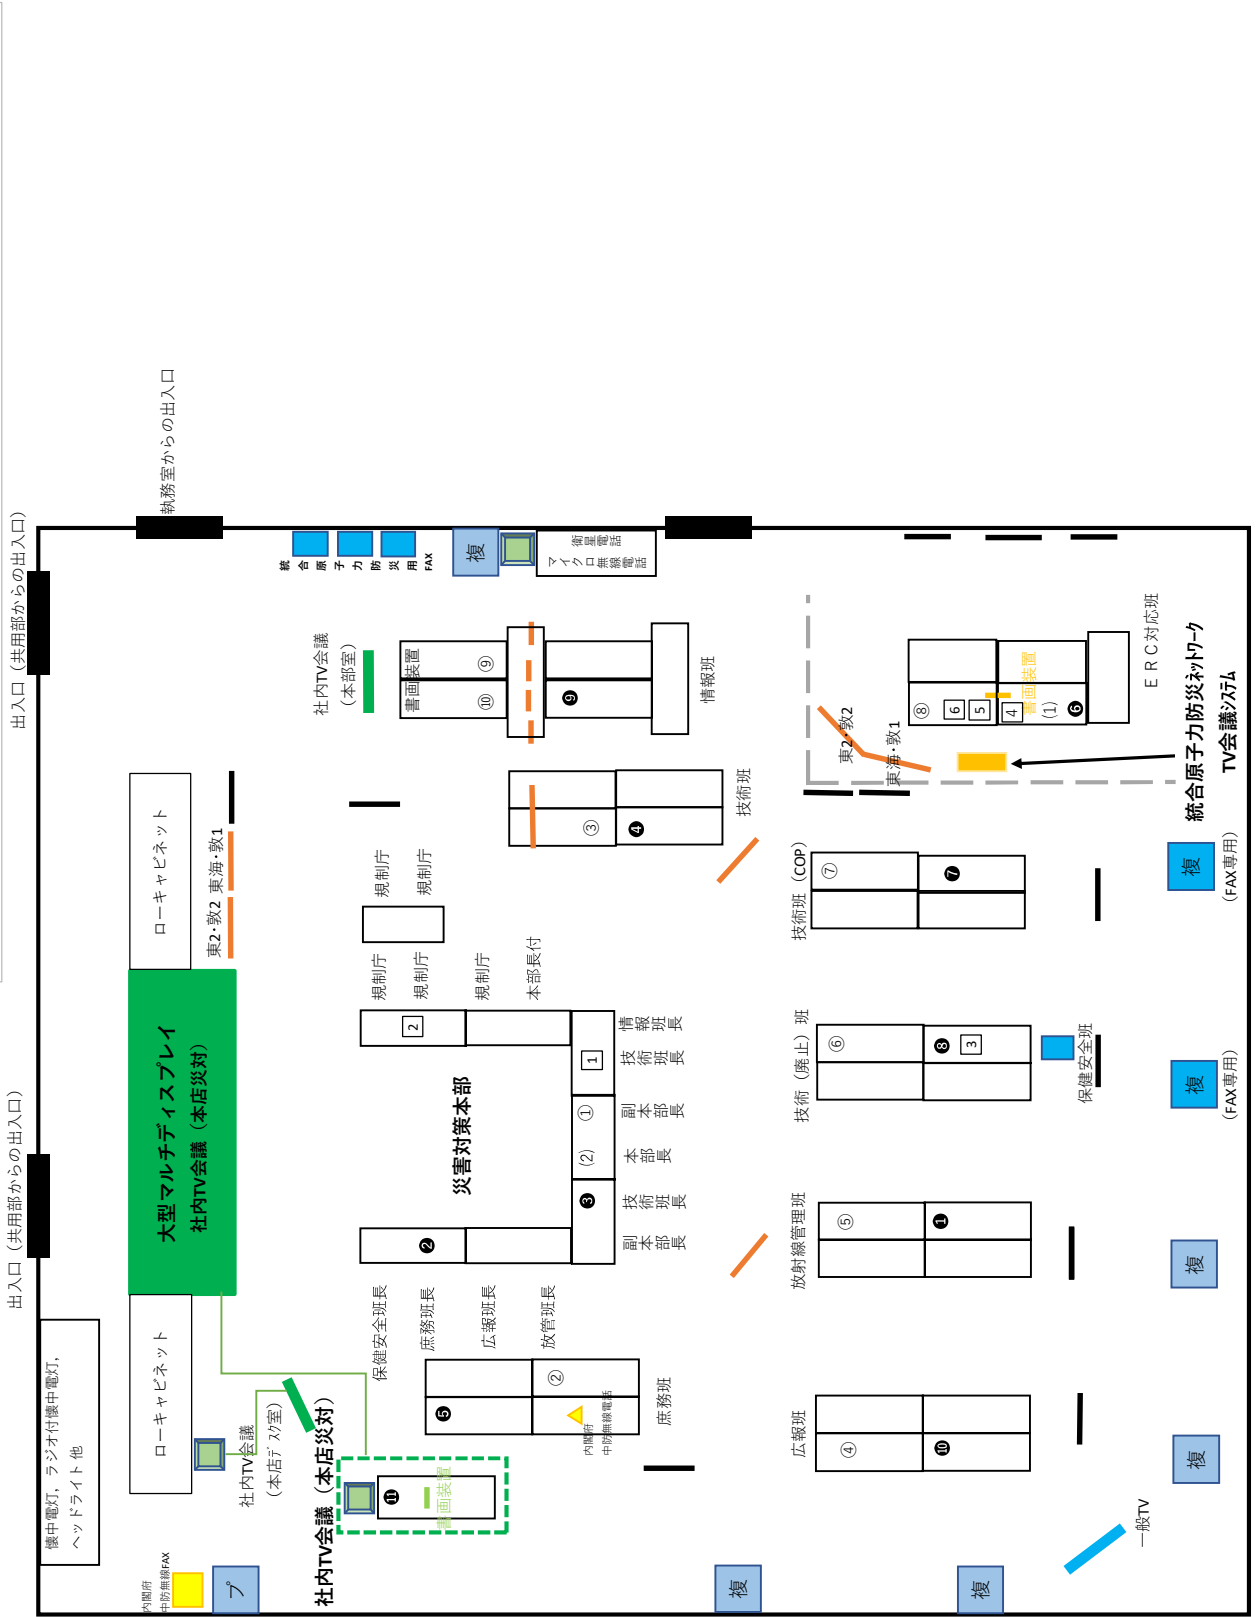 出入口（共用部からの出入口）
出入口（共用部からの出入口）
執務室からの出入口
懐中電灯，ラジオ付懐中電灯，
ヘッドライト 他
ローキャビネット
大型マルチディスプレイ
社内TV会議（本店災対）
ローキャビネット
東2・敦2
東海・敦1
内閣府
中防無線FAX
プ
社内TV会議
（本店ﾃﾞｽｸ室）
社内TV会議（本店災対）
⓫
書画装置
統合原子力防災用FAX
複
衛星電話
マイクロ無線電話
社内TV会議
（本部室）
書画装置
⑨
⑩
❾
情報班
③
❹
技術班
規制庁
規制庁
規制庁
規制庁
規制庁
本部長付
災害対策本部
2
1
①
(2)
❸
❷
情報班長
技術班長
副本部長
本部長
技術班長
副本部長
保健安全班長
庶務班長
広報班長
放管班長
②
❺
内閣府
中防無線電話
庶務班
東2・敦2
東海・敦1
⑧
6
5
4
書画装置
(1)
❻
ＥＲＣ対応班
統合原子力防災ﾈｯﾄﾜｰｸ
TV会議ｼｽﾃﾑ
技術班（COP）
⑦
❼
複
（FAX専用）
技術（廃止）班
⑥
❽
3
保健安全班
複
（FAX専用）
放射線管理班
⑤
❶
複
広報班
④
❿
複
一般TV
複
複